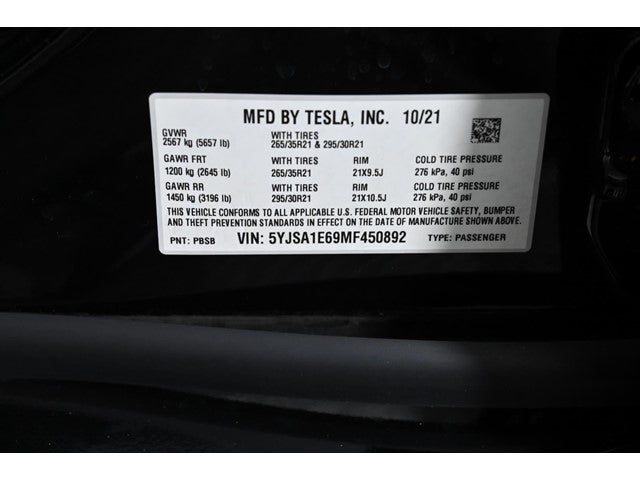 MFD BY TESLA, INC. 10/21
GVWR WITH TIRES
2567 kg (5657 lb) 265/35R21 & 295/30R21
GAWR FRT WITH TIRES RIM COLD TIRE PRESSURE
1200 kg (2645 lb) 265/35R21 21X9.5J 276 kPa, 40 psi
GAWR RR WITH TIRES RIM COLD TIRE PRESSURE
1450 kg (3196 lb) 295/30R21 21X10.5J 276 kPa, 40 psi
THIS VEHICLE CONFORMS TO ALL APPLICABLE U.S. FEDERAL MOTOR VEHICLE SAFETY, BUMPER
AND THEFT PREVENTION STANDARDS IN EFFECT ON THE DATE OF MANUFACTURE SHOWN ABOVE.
PNT: PBSB VIN: 5YJSA1E69MF450892 TYPE: PASSENGER